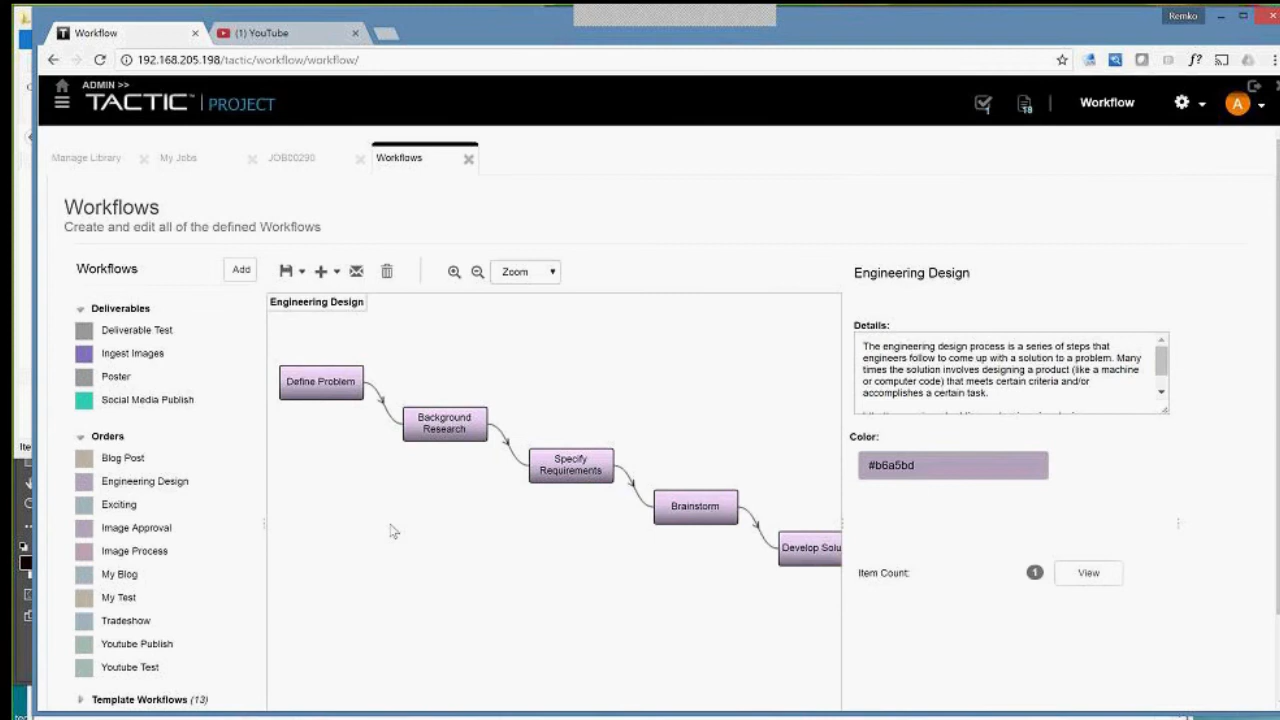 Remko
Workflow
(1) YouTube
192.168.205.198/tactic/workflow/workflow/
f?
ADMIN >>
TACTIC™ | PROJECT
18
Workflow
A
Manage Library
My Jobs
JOB00290
Workflows
Workflows
Create and edit all of the defined Workflows
Workflows
Add
Zoom
Engineering Design
Deliverables
Deliverable Test
Ingest Images
Poster
Social Media Publish
Orders
Blog Post
Engineering Design
Exciting
Image Approval
Image Process
My Blog
My Test
Tradeshow
Youtube Publish
Youtube Test
Template Workflows (13)
Engineering Design
Define Problem
Background
Research
Specify
Requirements
Brainstorm
Develop Solu
Details:
The engineering design process is a series of steps that
engineers follow to come up with a solution to a problem. Many
times the solution involves designing a product (like a machine
or computer code) that meets certain criteria and/or
accomplishes a certain task.
Color:
#b6a5bd
Item Count:
1
View